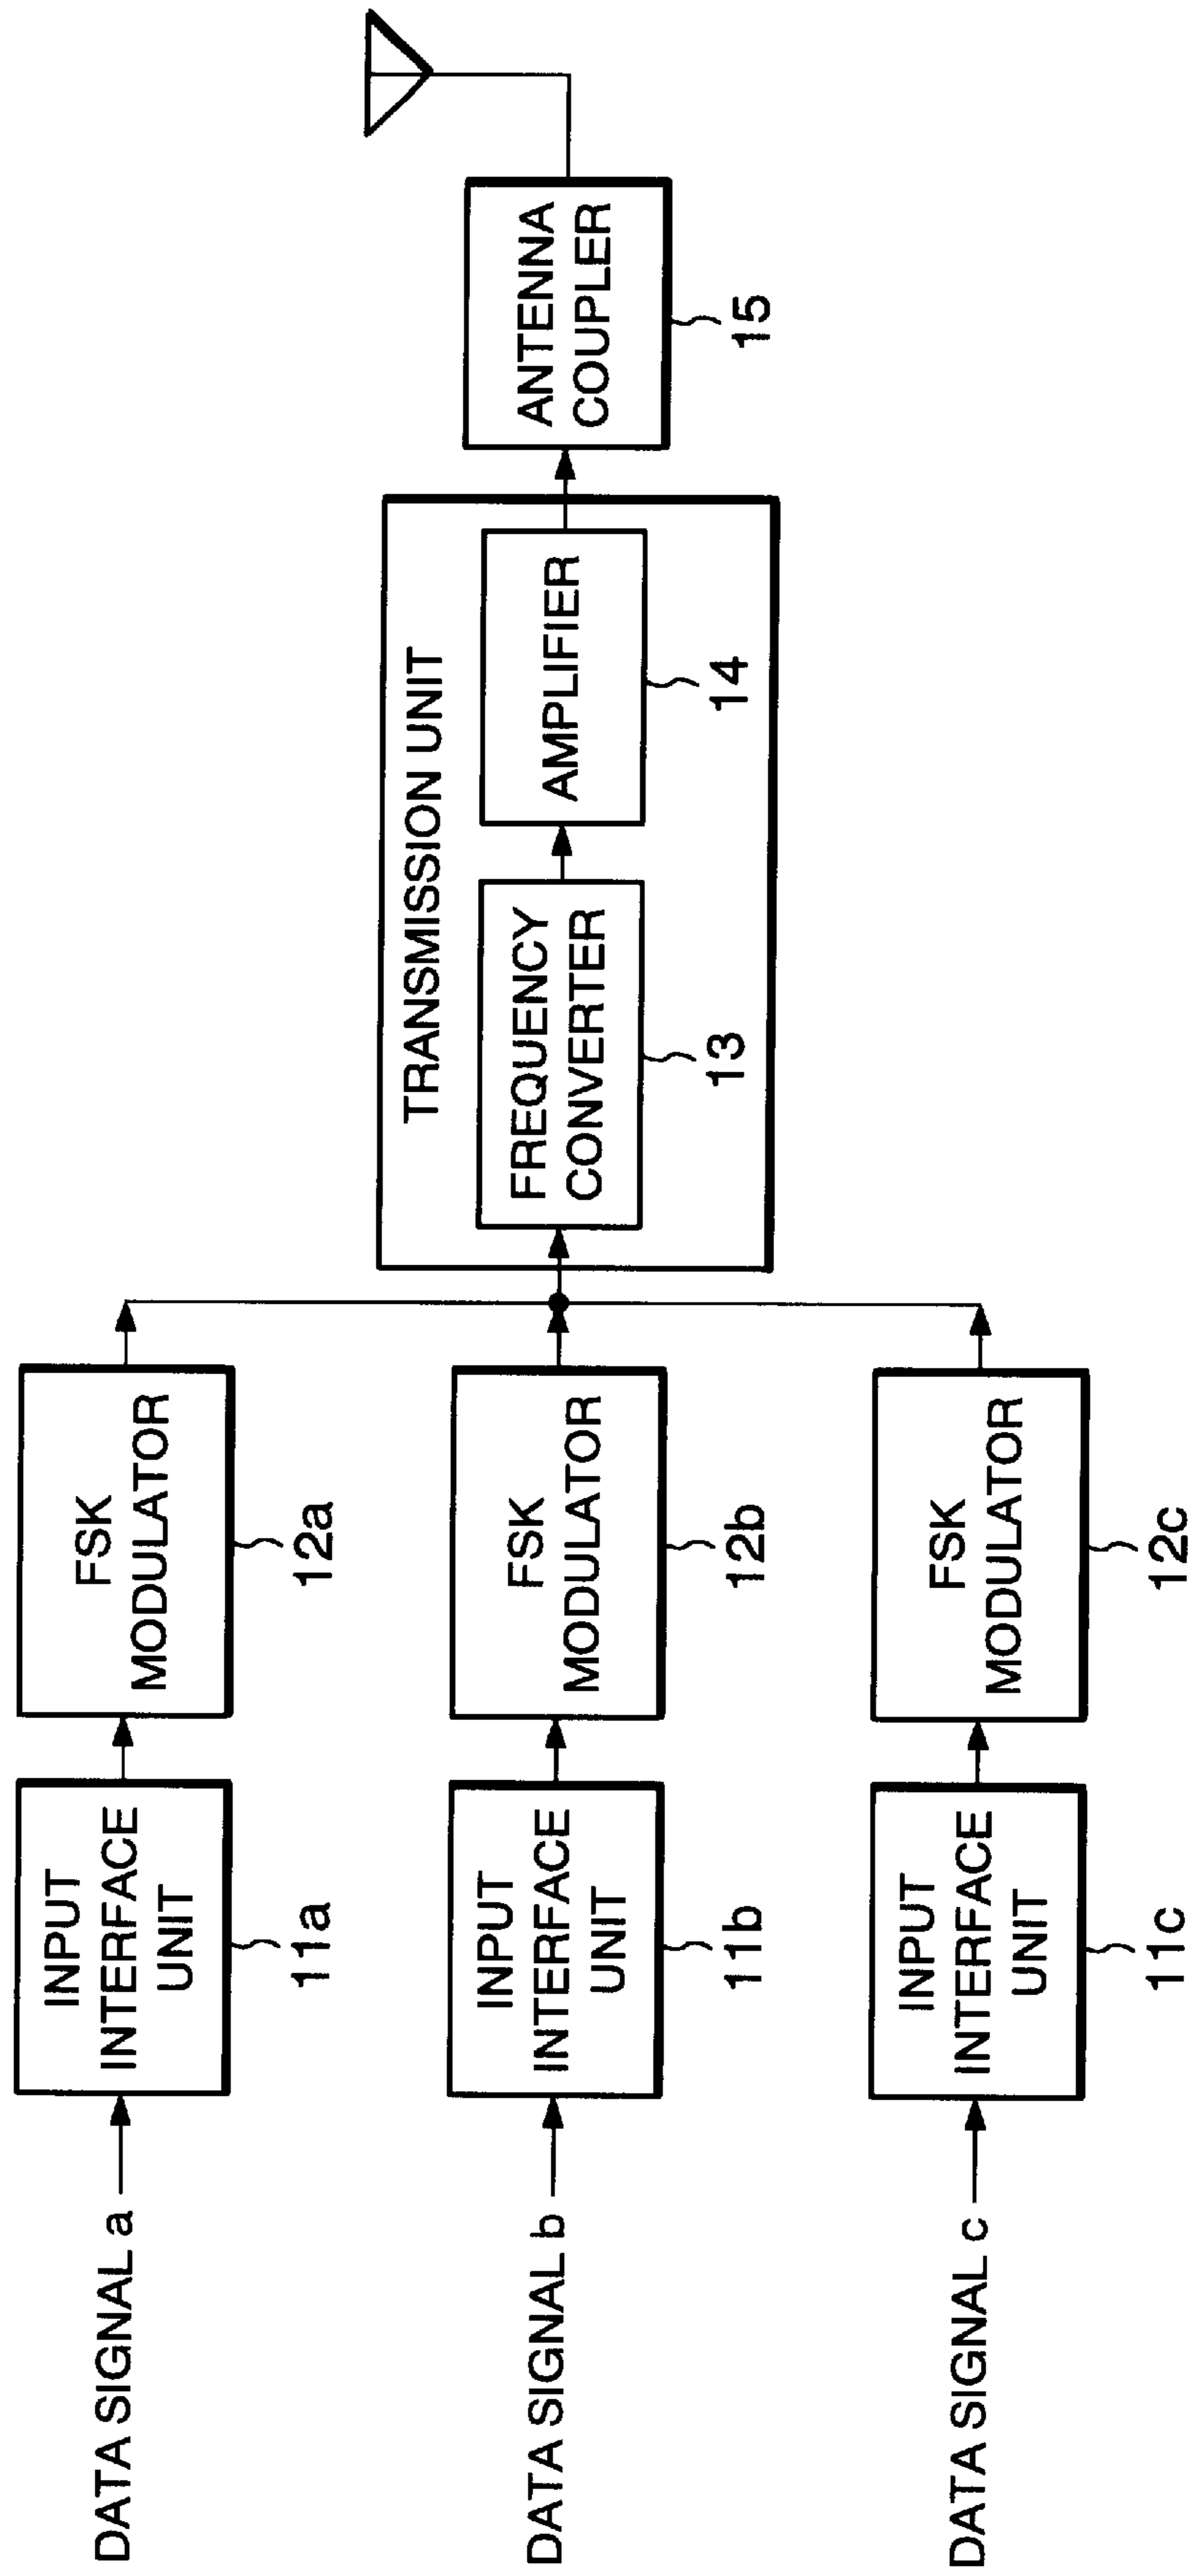 DATA SIGNAL a
INPUT
INTERFACE
UNIT
11a
FSK
MODULATOR
12a
DATA SIGNAL b
INPUT
INTERFACE
UNIT
11b
FSK
MODULATOR
12b
DATA SIGNAL c
INPUT
INTERFACE
UNIT
11c
FSK
MODULATOR
12c
TRANSMISSION UNIT
FREQUENCY
CONVERTER
13
AMPLIFIER
14
ANTENNA
COUPLER
15